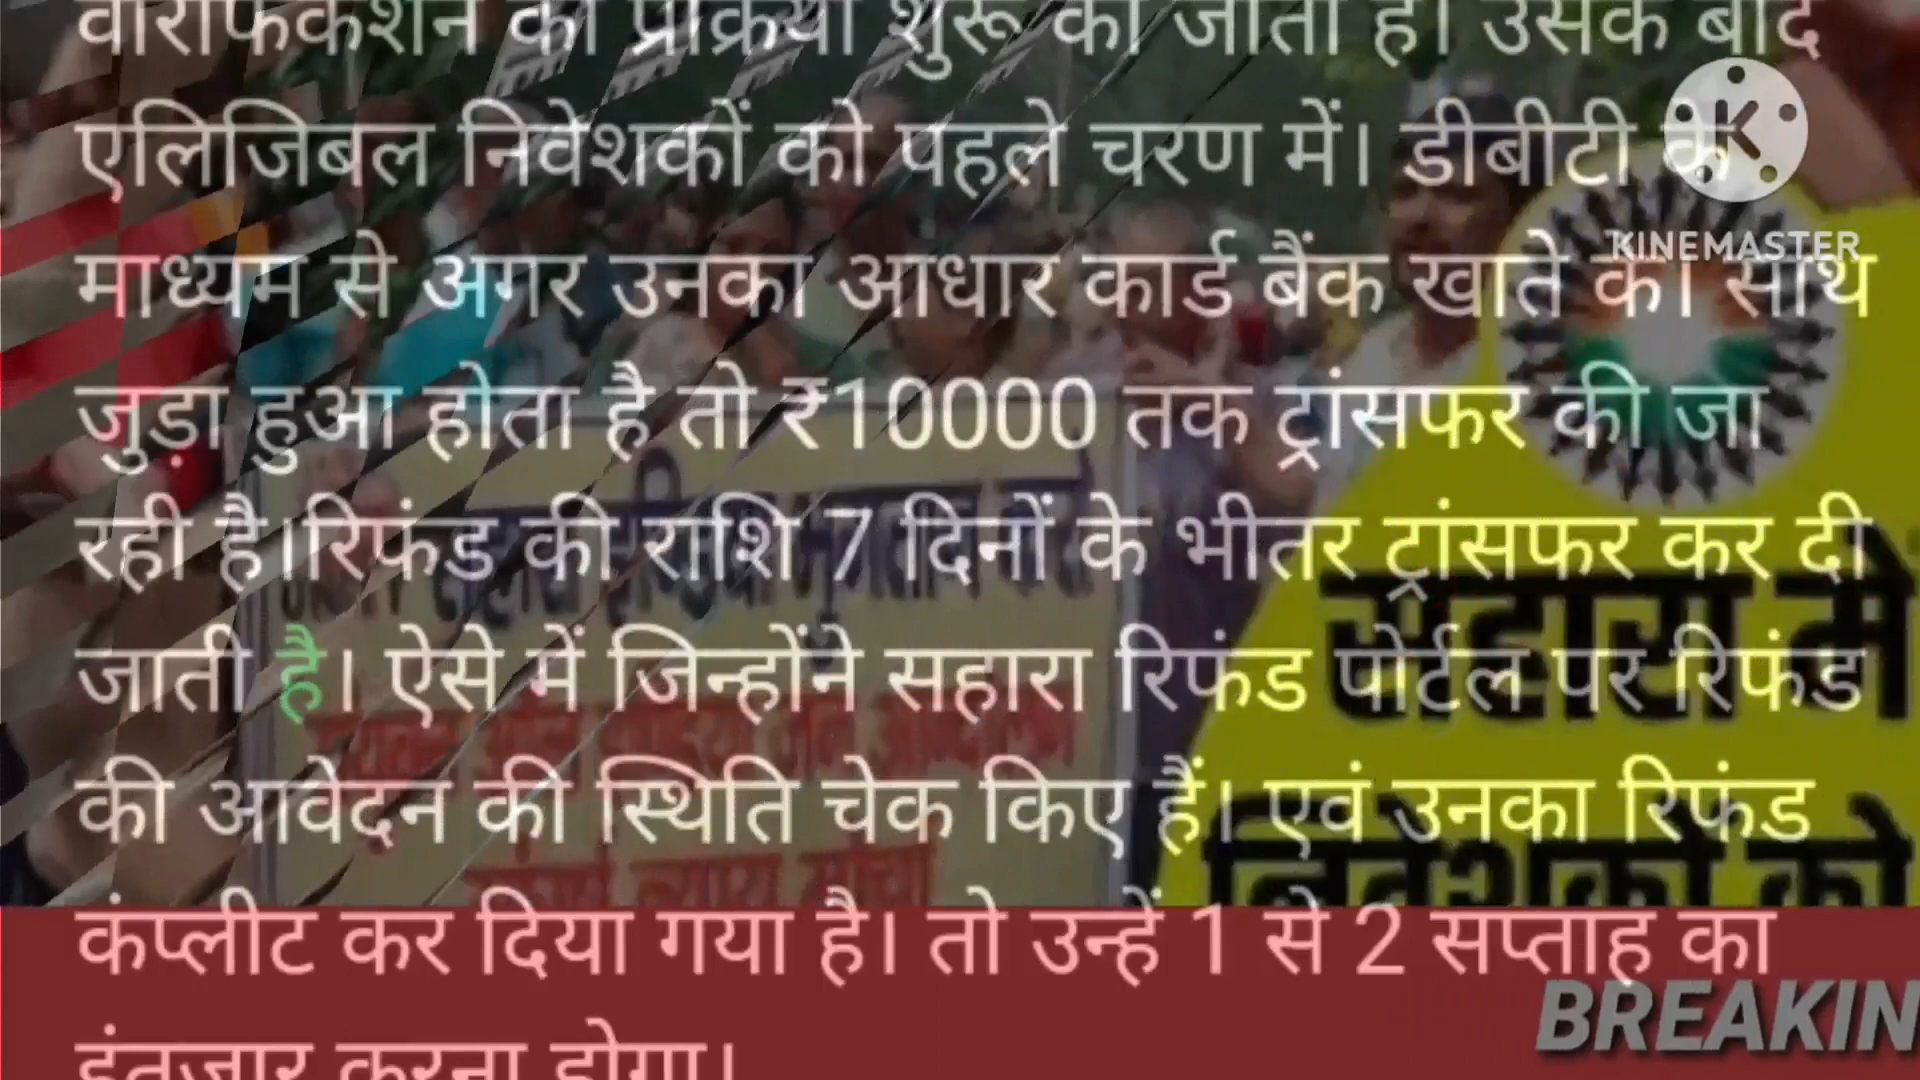 वेरिफिकेशन की प्रक्रिया शुरू की जाती है। उसके बाद
एलिजिबल निवेशकों को पहले चरण में। डीबीटी के
माध्यम से अगर उनका आधार कार्ड बैंक खाते का साथ
जुड़ा हुआ होता है तो ₹10000 तक ट्रांसफर की जा
रही है।रिफंड की राशि 7 दिनों के भीतर ट्रांसफर कर दी
जाती है। ऐसे में जिन्होंने सहारा रिफंड पोर्टल पर रिफंड
की आवेदन की स्थिति चेक किए हैं। एवं उनका रिफंड
कंप्लीट कर दिया गया है। तो उन्हें 1 से 2 सप्ताह का
इंतजार करना होगा।
KINEMASTER
सहारा में
निवेशकों को
BREAKIN